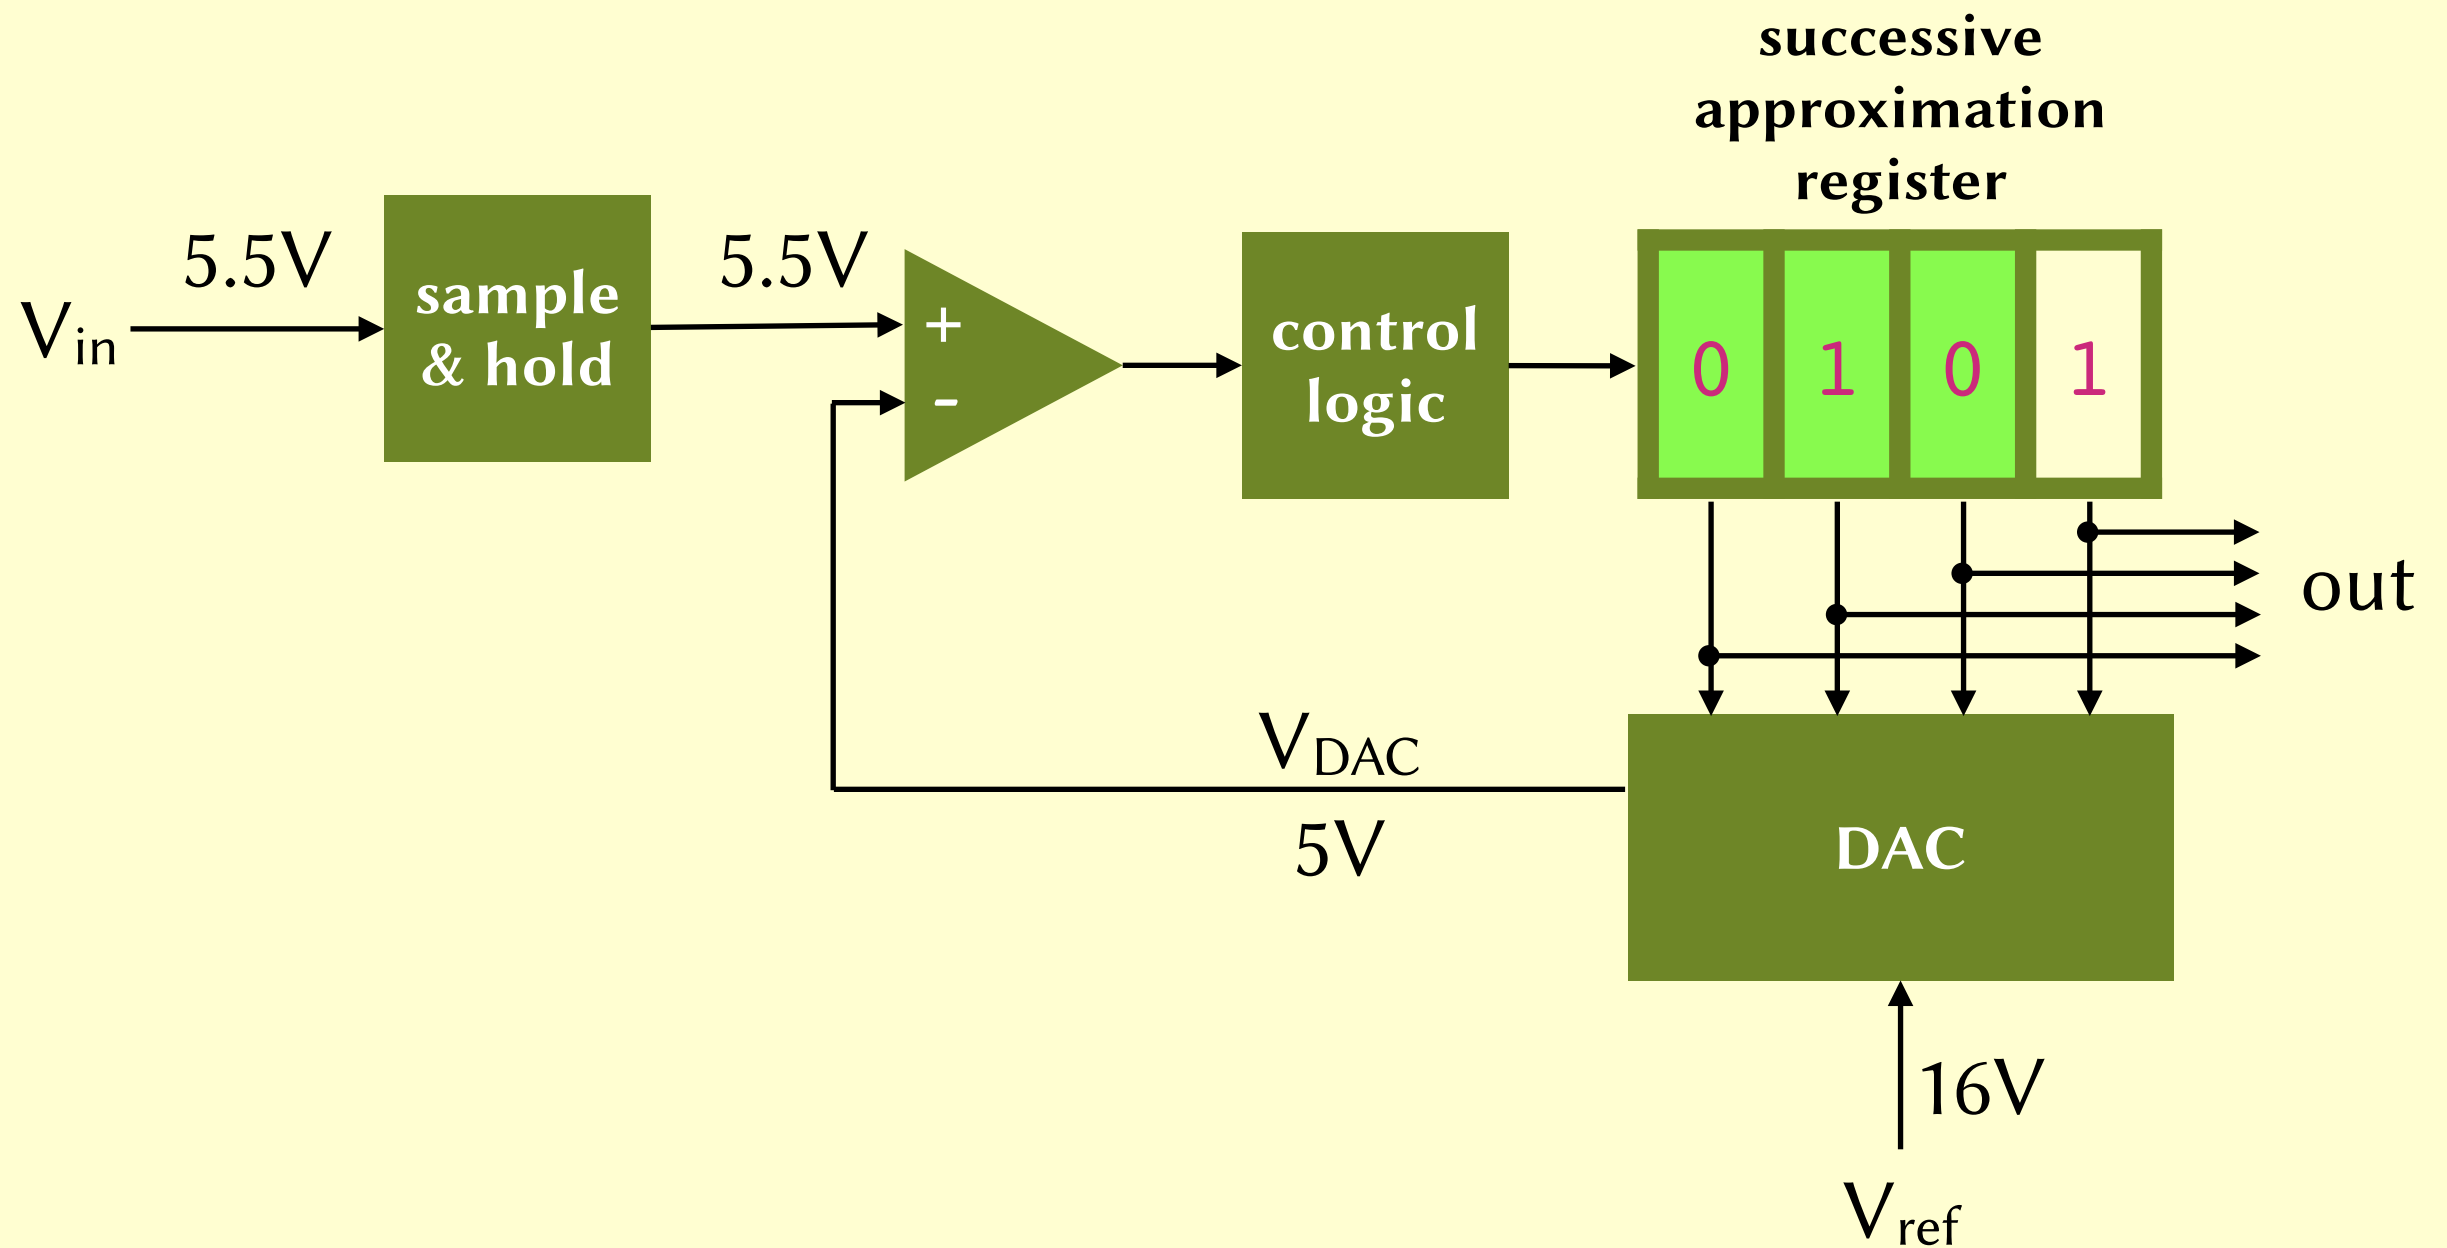 successive
approximation
register
5.5V
Vin
sample
& hold
5.5V
+
-
control
logic
0 1 0 1
out
VDAC
5V
DAC
16V
Vref